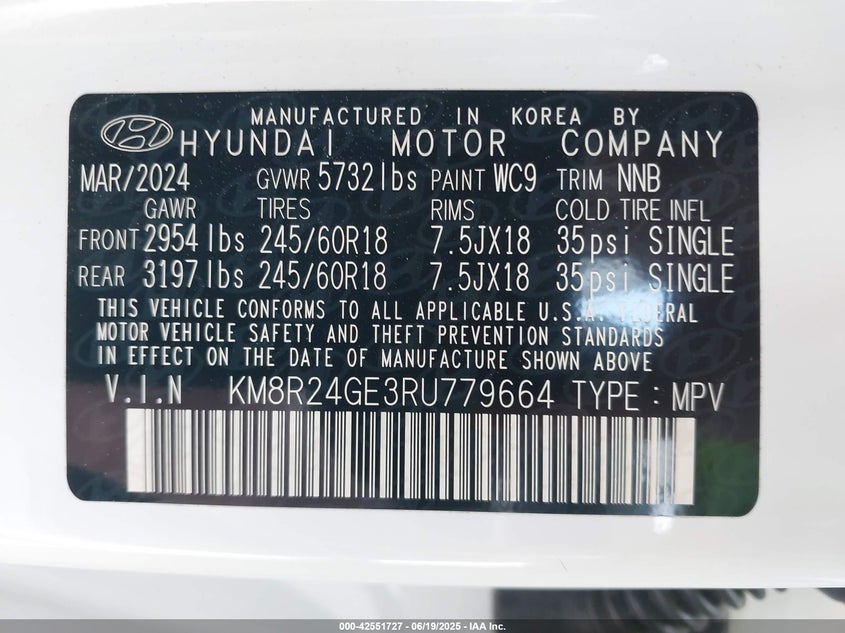 MANUFACTURED IN KOREA BY
HYUNDAI MOTOR COMPANY
MAR/2024 GVWR 5732lbs PAINT WC9 TRIM NNB
GAWR TIRES RIMS COLD TIRE INFL
FRONT 2954lbs 245/60R18 7.5JX18 35psi SINGLE
REAR 3197lbs 245/60R18 7.5JX18 35psi SINGLE
THIS VEHICLE CONFORMS TO ALL APPLICABLE U.S.A. FEDERAL
MOTOR VEHICLE SAFETY AND THEFT PREVENTION STANDARDS
IN EFFECT ON THE DATE OF MANUFACTURE SHOWN ABOVE
V.I.N KM8R24GE3RU779664 TYPE : MPV
000-42551727 - 06/19/2025 - IAA, Inc.